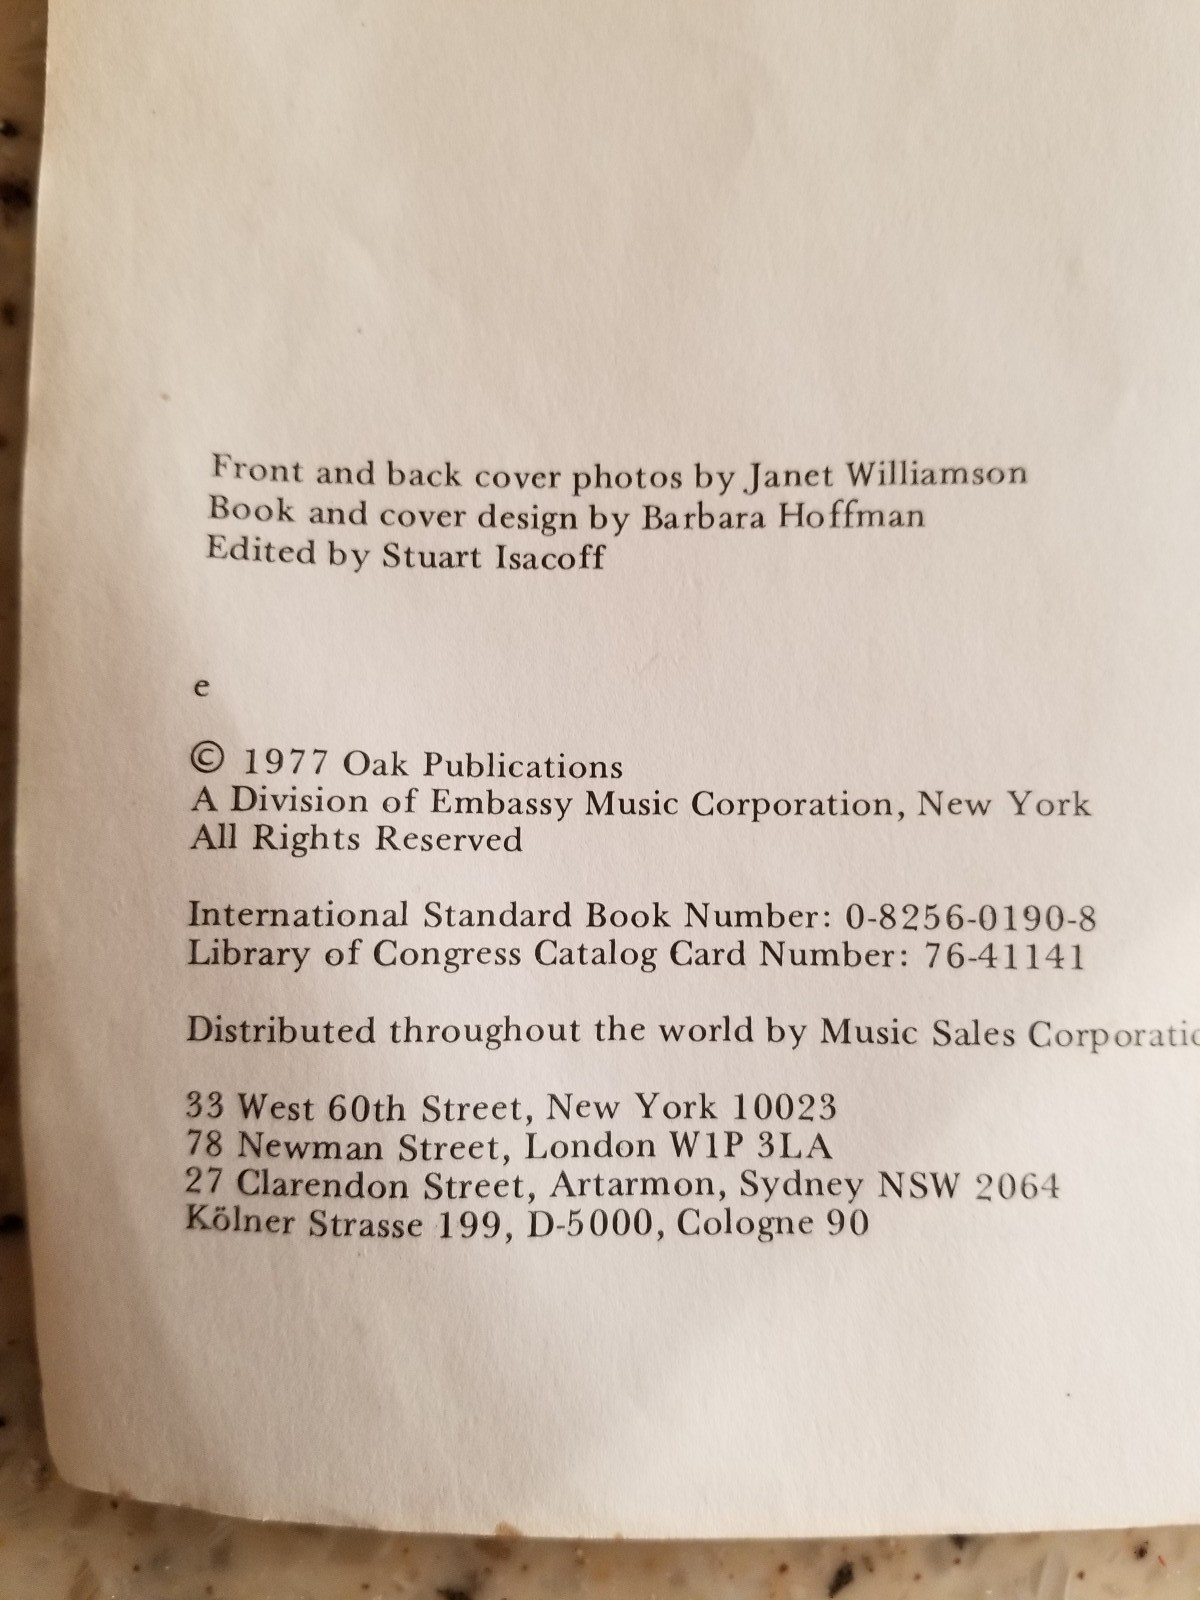 Front and back cover photos by Janet Williamson
Book and cover design by Barbara Hoffman
Edited by Stuart Isacoff
e
© 1977 Oak Publications
A Division of Embassy Music Corporation, New York
All Rights Reserved
International Standard Book Number: 0-8256-0190-8
Library of Congress Catalog Card Number: 76-41141
Distributed throughout the world by Music Sales
33 West 60th Street, New York 10023
78 Newman Street, London W1P 3LA
27 Clarendon Street, Artarmon, Sydney NSW 2064
Kölner Strasse 199, D-5000, Cologne 90